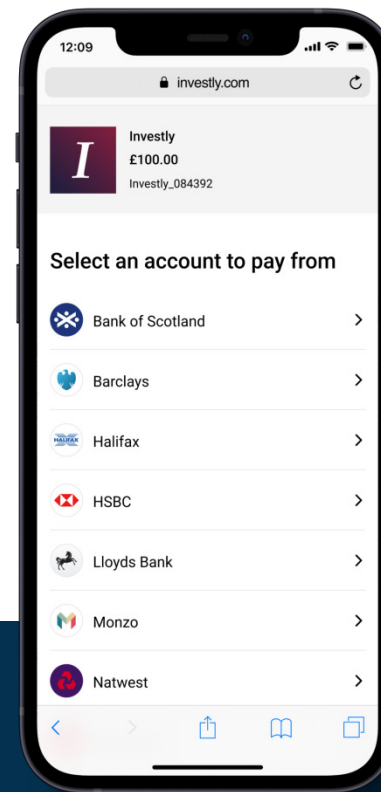 12:09
investly.com
I
Investly
£100.00
Investly_084392
Select an account to pay from
Bank of Scotland
Barclays
HALIFAX
Halifax
HSBC
Lloyds Bank
Monzo
Natwest